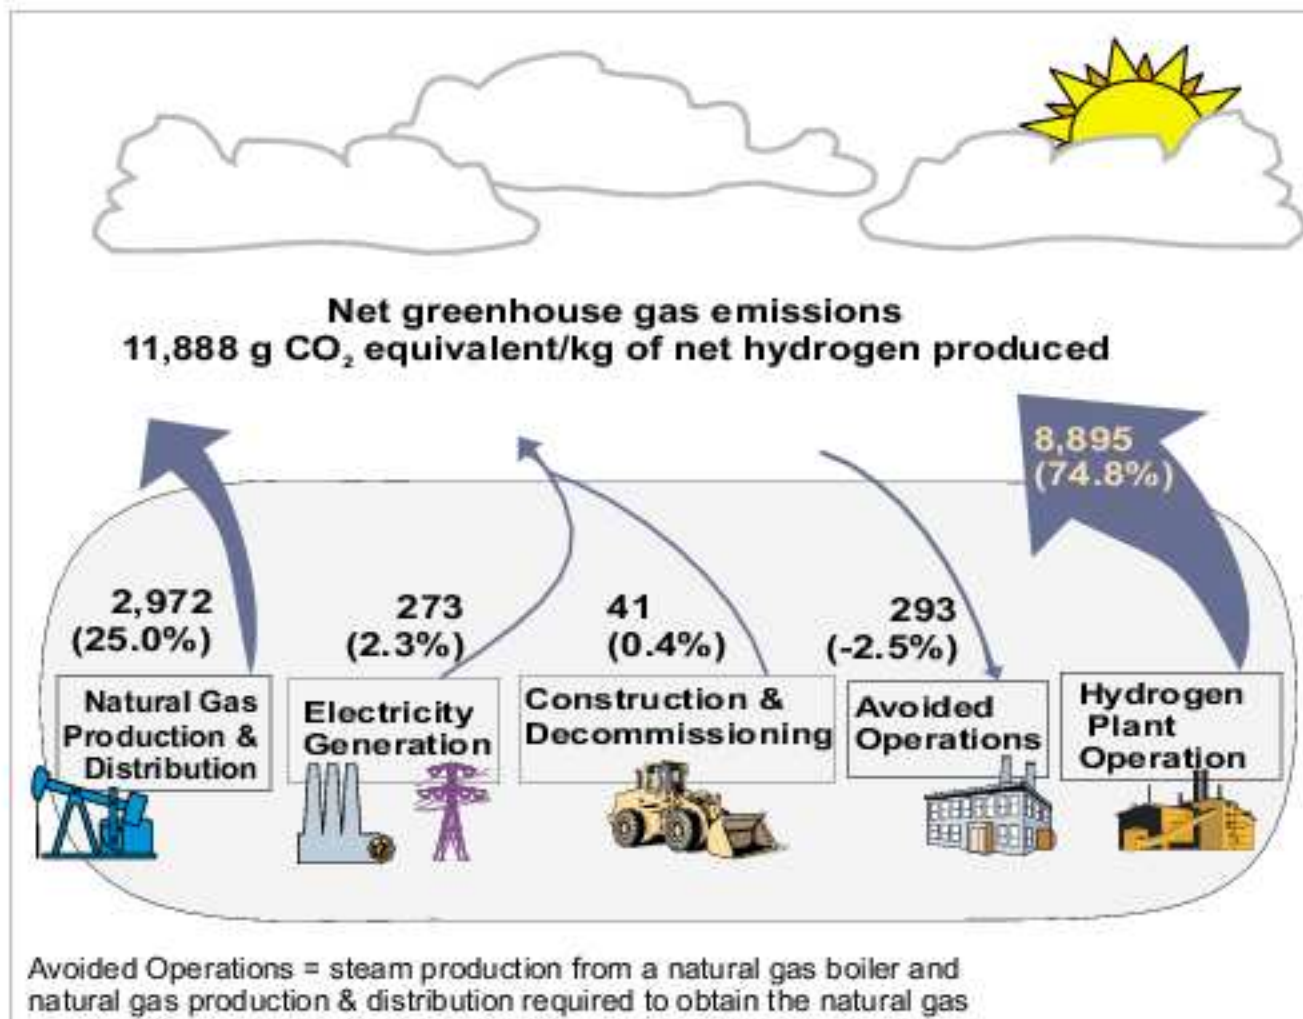 Net greenhouse gas emissions
11,888 g CO₂ equivalent/kg of net hydrogen produced
8,895
(74.8%)
2,972
(25.0%)
273
(2.3%)
41
(0.4%)
293
(-2.5%)
Natural Gas
Production &
Distribution
Electricity
Generation
Construction &
Decommissioning
Avoided
Operations
Hydrogen
Plant
Operation
Avoided Operations = steam production from a natural gas boiler and
natural gas production & distribution required to obtain the natural gas